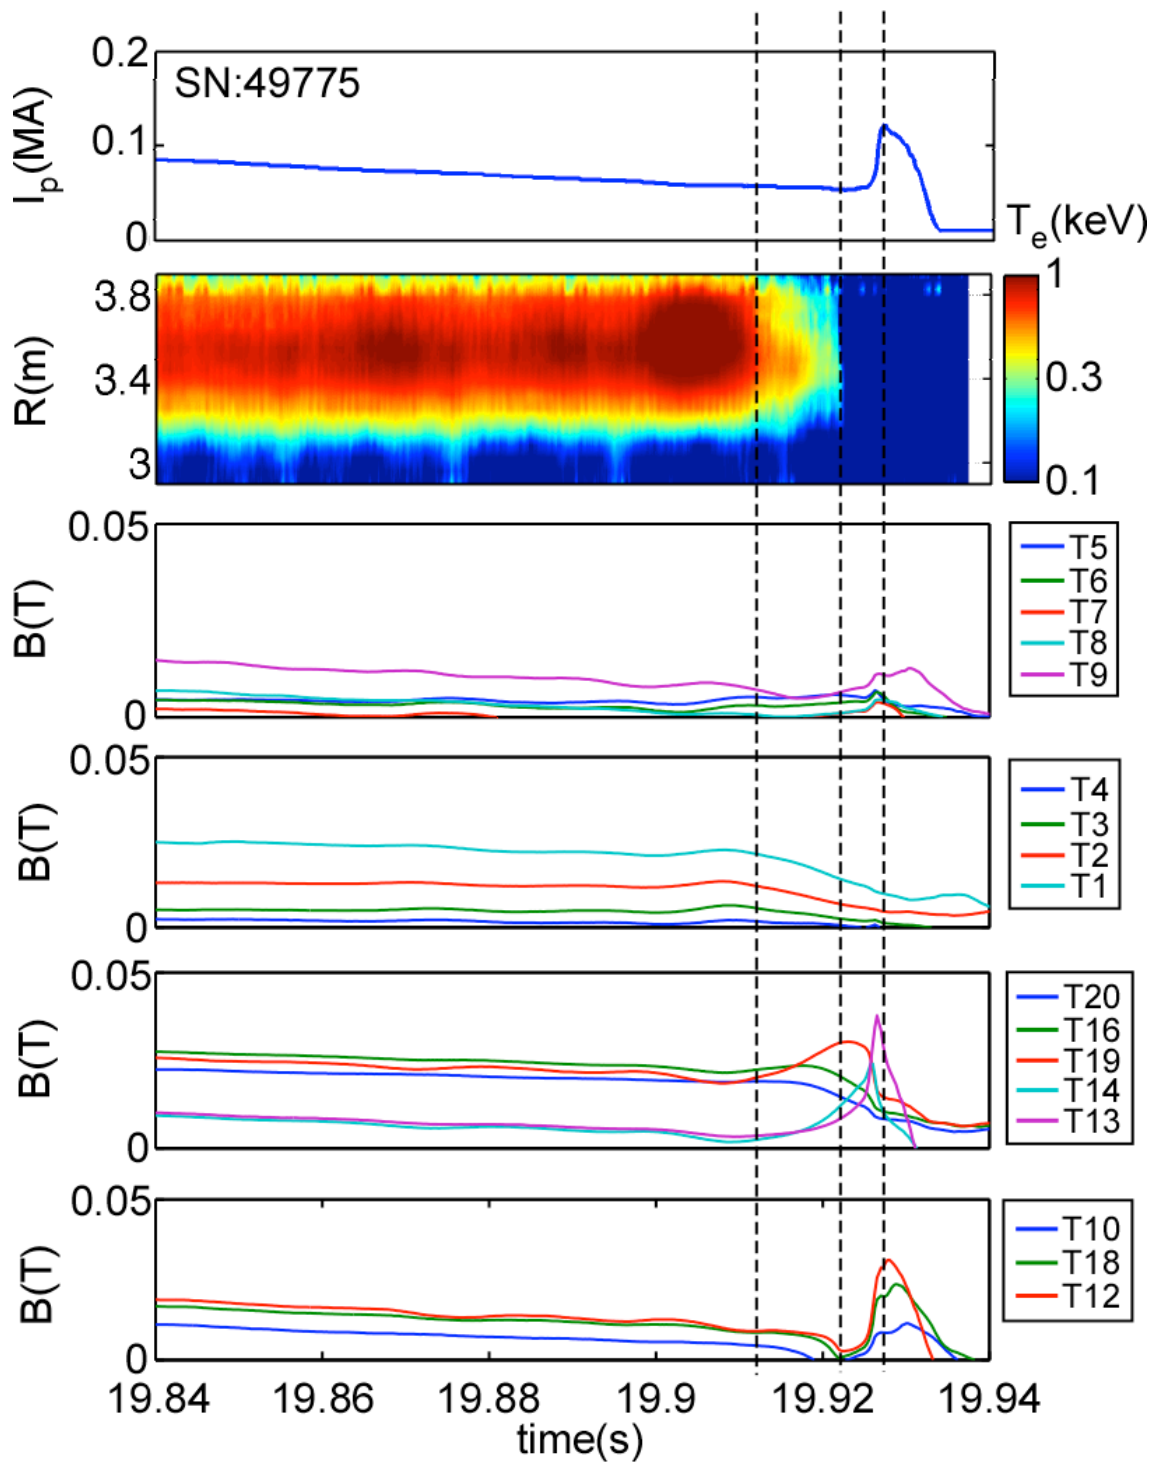 0.2
SN:49775
0.1
0
Ip(MA)
Te(keV)
3.8
3.4
3
R(m)
1
0.3
0.1
0.05
0
B(T)
T5
T6
T7
T8
T9
0.05
0
B(T)
T4
T3
T2
T1
0.05
0
B(T)
T20
T16
T19
T14
T13
0.05
0
B(T)
T10
T18
T12
19.84 19.86 19.88 19.9 19.92 19.94
time(s)